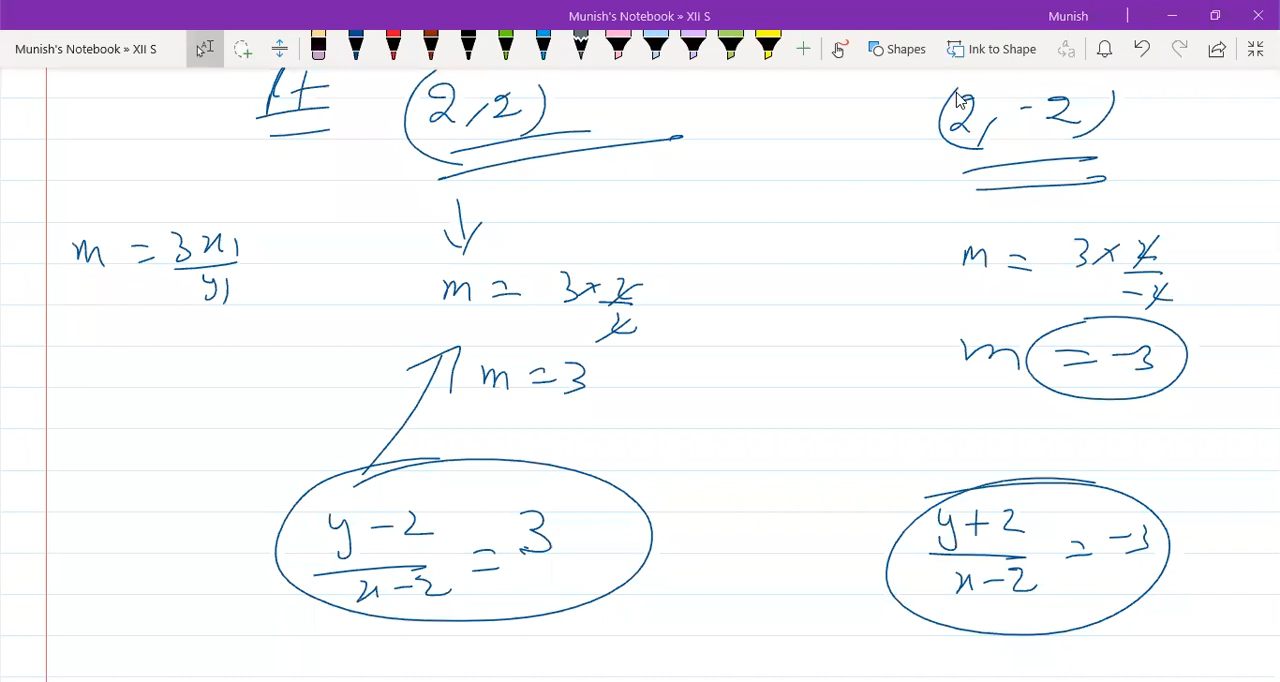 Munish's Notebook » XII S
Munish
Munish's Notebook » XII S
Shapes
Ink to Shape
(2, 2)
(2, -2)
m = 3x1/y1
m = 3 × 2/2
m = 3
m = 3 × 2/-2
m = -3
y-2/x-2 = 3
y+2/x-2 = -3